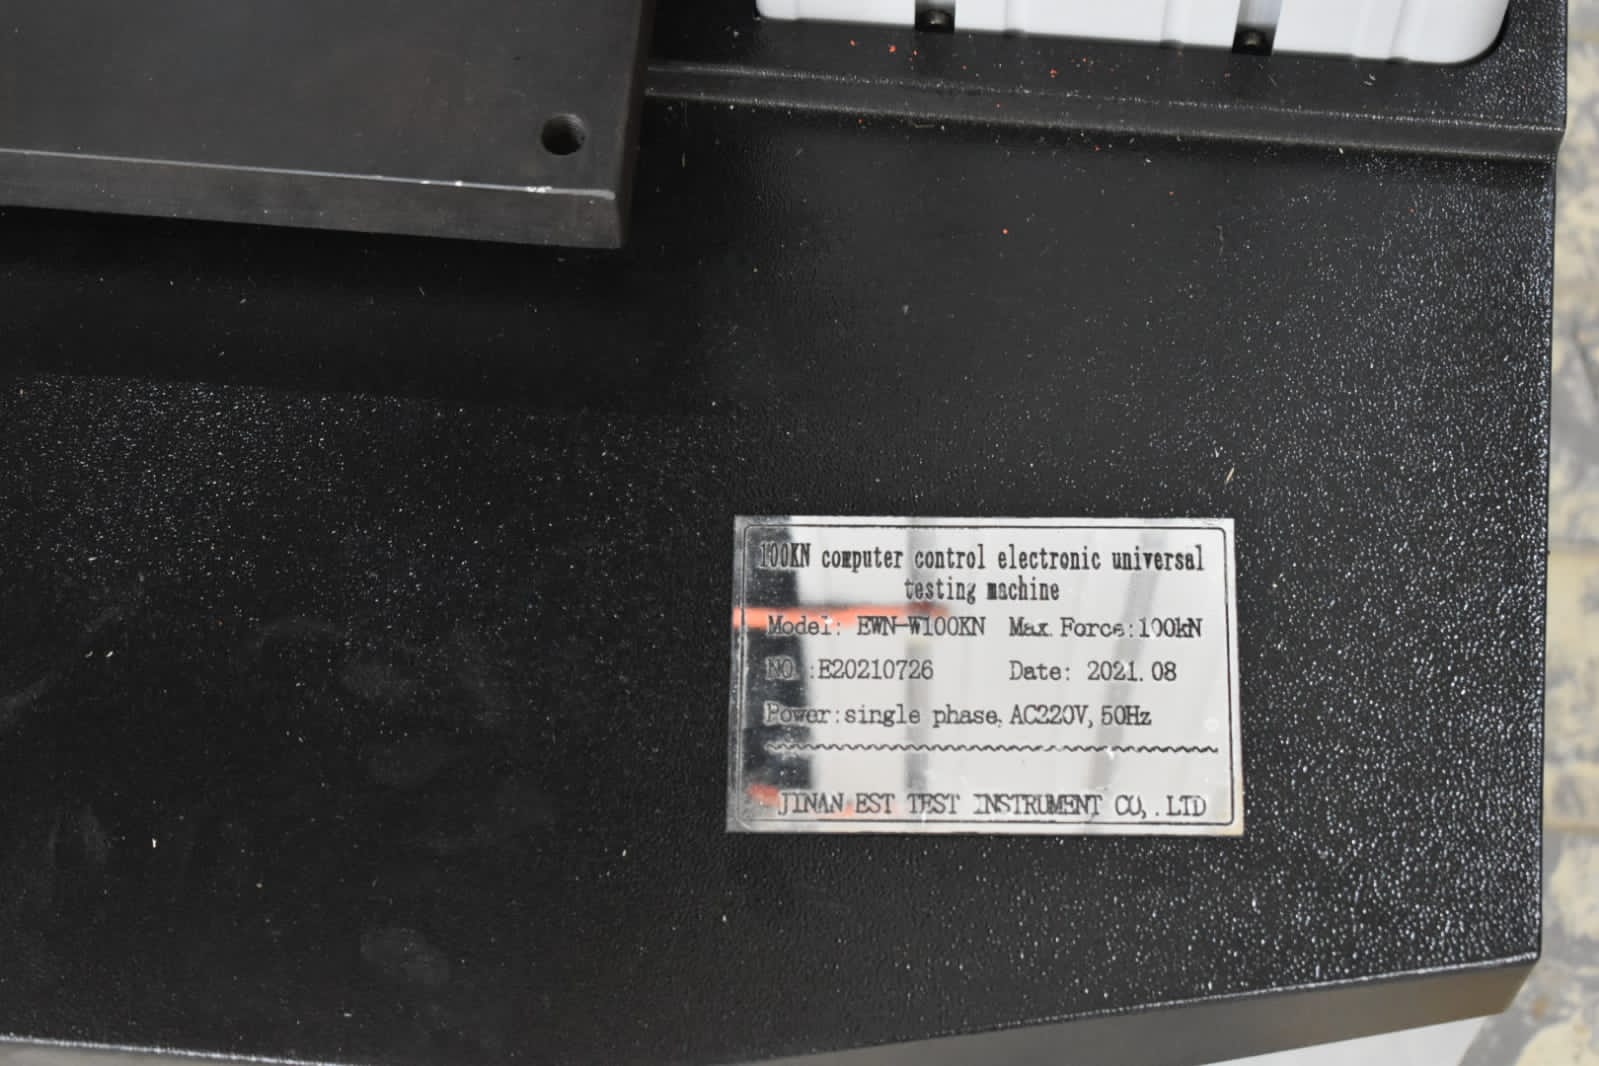 100KN computer control electronic universal
testing machine
Model: EWN-W100KN Max. Force:100kN
NO.:E20210726 Date: 2021.08
Power:single phase, AC220V, 50Hz
JINAN EST TEST INSTRUMENT CO,.LTD